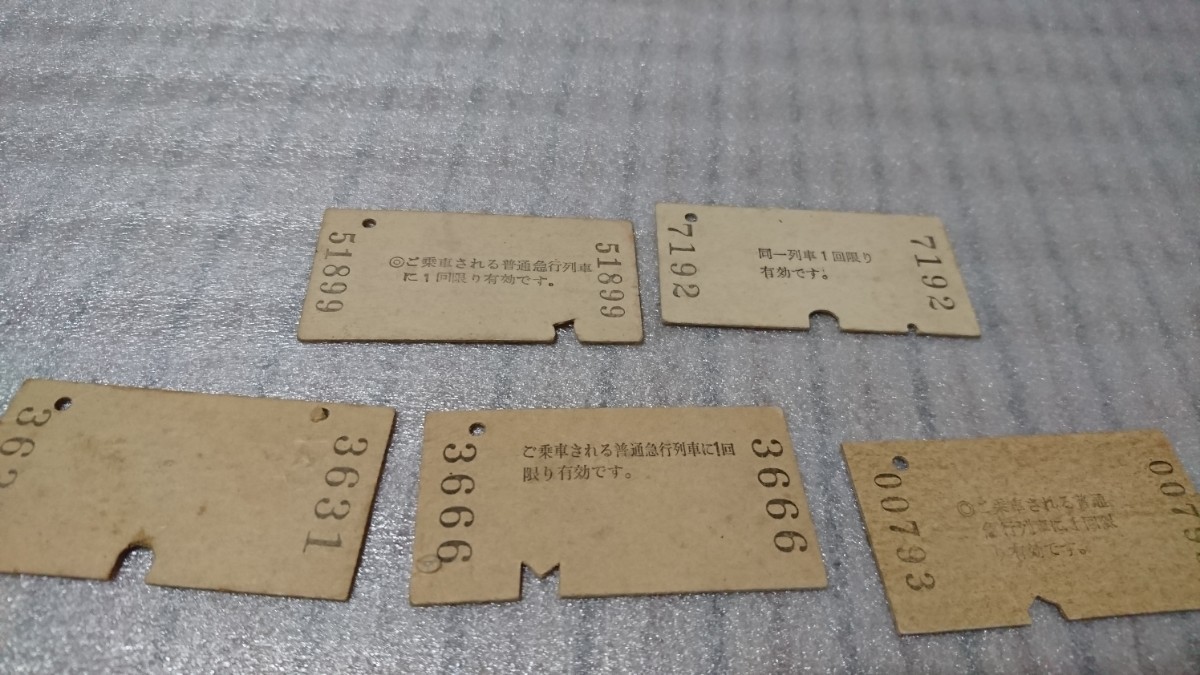 51899
◎ご乗車される普通急行列車
に1回限り有効です。
51899
7192
同一列車1回限り
有効です。
7192
362
3631
3666
ご乗車される普通急行列車に1回
限り有効です。
3666
00793
◎ご乗車される普通
急行列車に1回限
り有効です。
0079